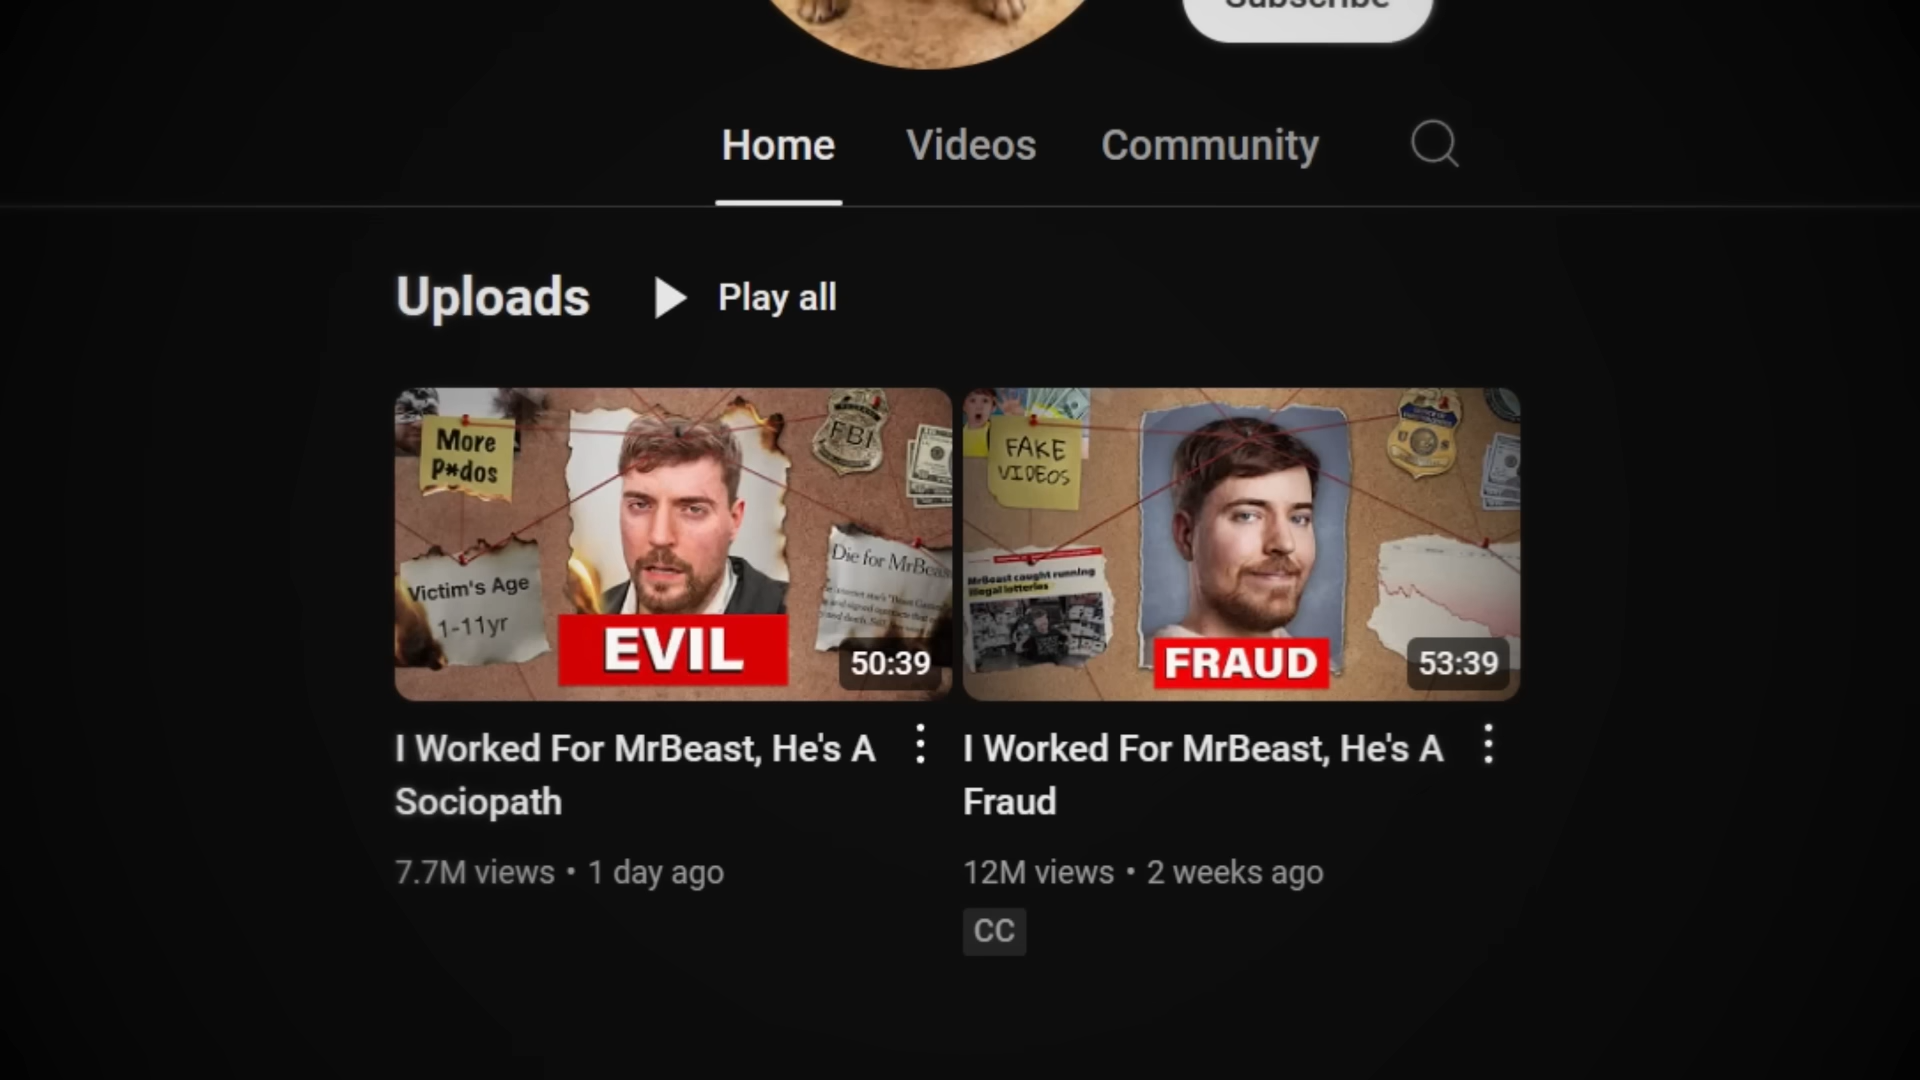 Subscribe
Home
Videos
Community
Uploads
Play all
More
P*dos
FBI
Victim's Age
1-11yr
Die for MrBeast
EVIL
50:39
FAKE
VIDEOS
MrBeast caught running
illegal lotteries
FRAUD
53:39
I Worked For MrBeast, He's A
Sociopath
7.7M views • 1 day ago
I Worked For MrBeast, He's A
Fraud
12M views • 2 weeks ago
CC